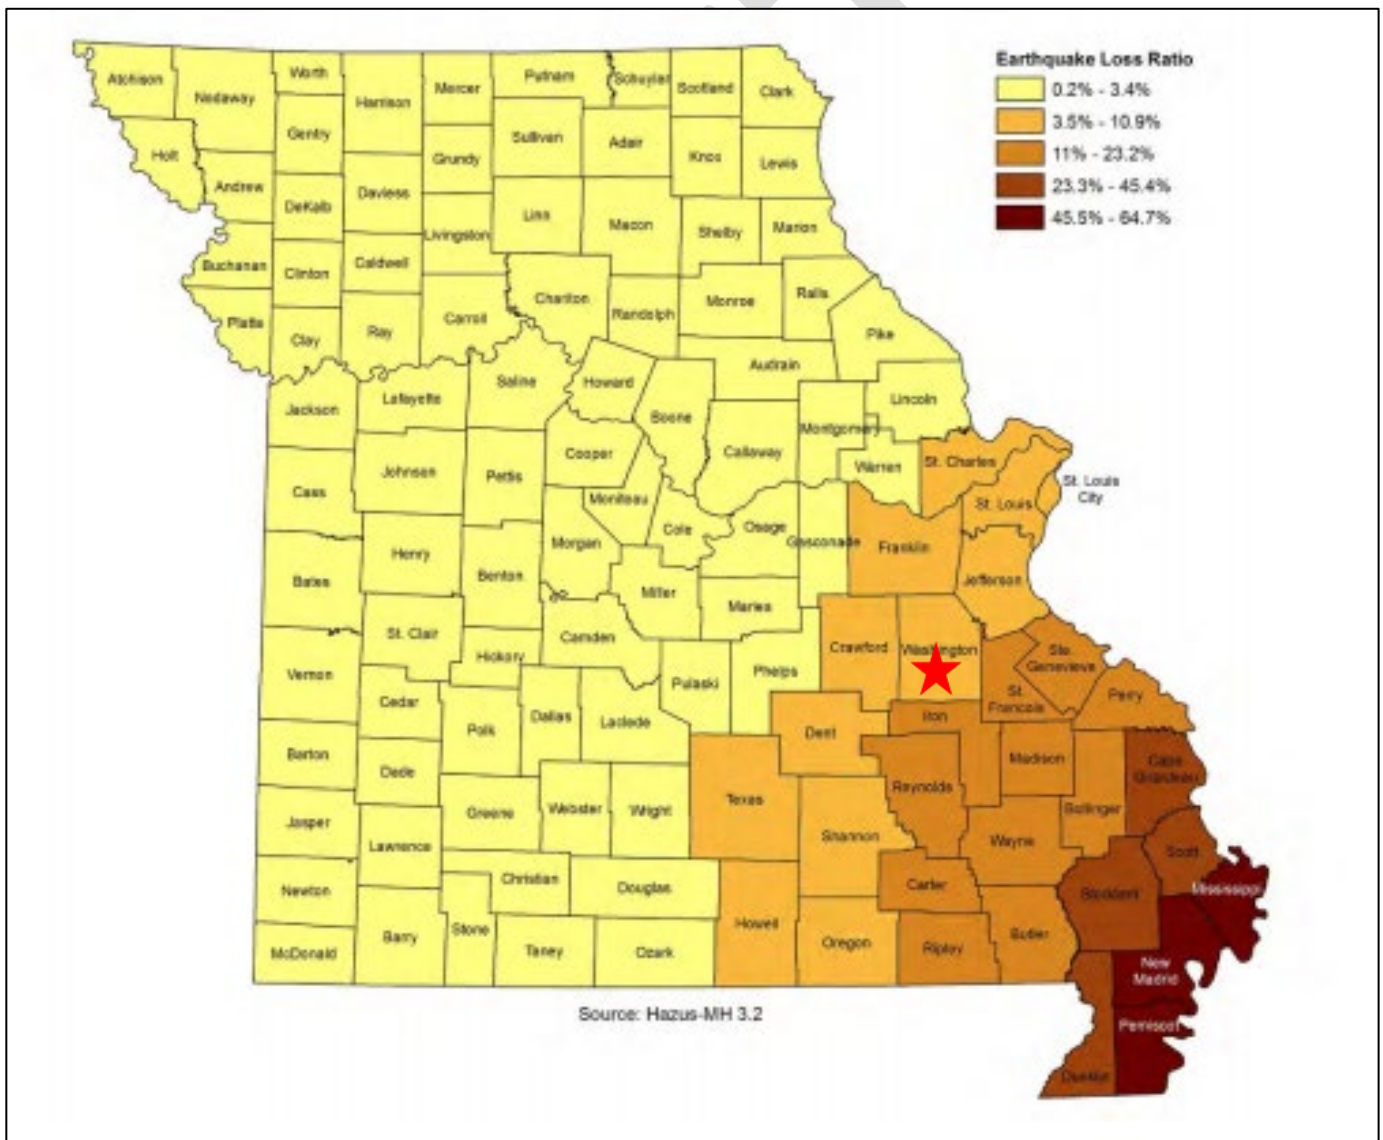 Earthquake Loss Ratio
0.2% - 3.4%
3.5% - 10.9%
11% - 23.2%
23.3% - 45.4%
45.5% - 64.7%
Atchison
Nodaway
Worth
Harrison
Mercer
Putnam
Schuyler
Scotland
Clark
Gentry
Sullivan
Adair
Knox
Lewis
Holt
Andrew
DeKalb
Daviess
Grundy
Linn
Macon
Shelby
Marion
Livingston
Buchanan
Clinton
Caldwell
Chariton
Randolph
Monroe
Ralls
Platte
Clay
Ray
Carroll
Pike
Audrain
Saline
Howard
Jackson
Lafayette
Boone
Lincoln
Montgomery
Callaway
Cooper
Warren
St. Charles
Johnson
Pettis
Cass
Moniteau
St. Louis
St. Louis
City
Cole
Osage
Gasconade
Franklin
Morgan
Henry
Benton
Bates
Miller
Maries
Jefferson
St. Clair
Camden
Hickory
Crawford
Washington
Ste.
Genevieve
Vernon
Phelps
Pulaski
St.
Francois
Perry
Cedar
Polk
Dallas
Laclede
Iron
Dent
Barton
Dade
Madison
Cape
Girardeau
Texas
Reynolds
Bollinger
Jasper
Greene
Webster
Wright
Shannon
Wayne
Lawrence
Scott
Newton
Christian
Douglas
Carter
Stoddard
Mississippi
Barry
Stone
Howell
Oregon
Butler
McDonald
Taney
Ozark
Ripley
New
Madrid
Pemiscot
Dunklin
Source: Hazus-MH 3.2